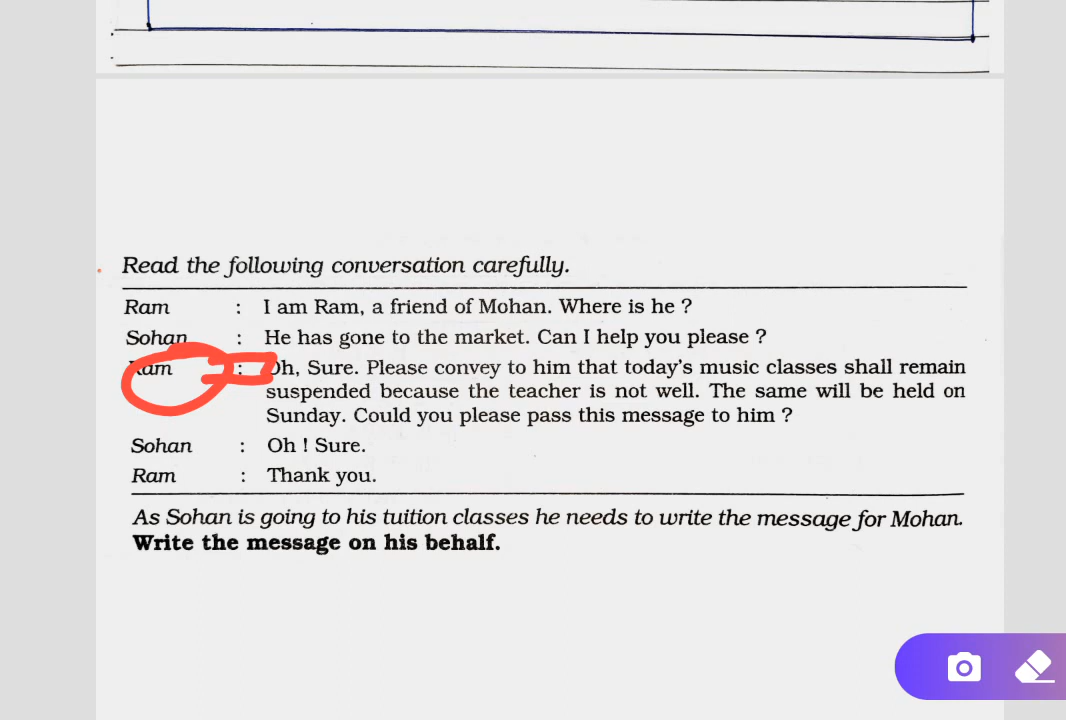 Read the following conversation carefully.
Ram : I am Ram, a friend of Mohan. Where is he ?
Sohan : He has gone to the market. Can I help you please ?
Ram : Oh, Sure. Please convey to him that today's music classes shall remain
suspended because the teacher is not well. The same will be held on
Sunday. Could you please pass this message to him ?
Sohan : Oh ! Sure.
Ram : Thank you.
As Sohan is going to his tuition classes he needs to write the message for Mohan.
Write the message on his behalf.